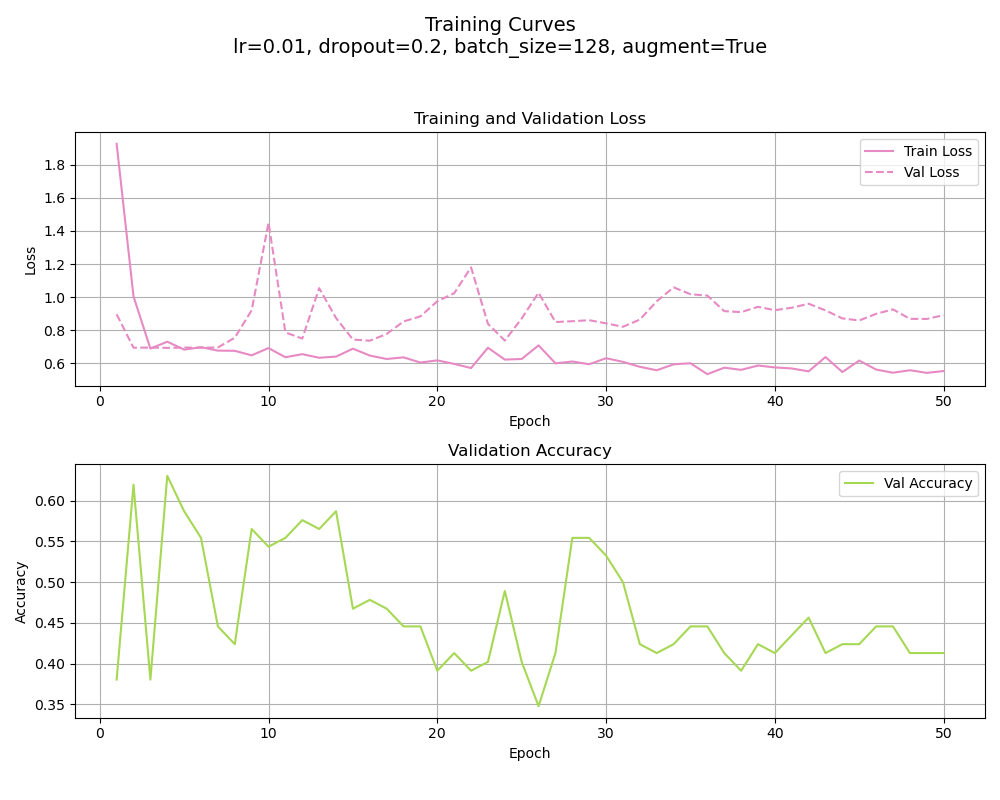 Training Curves
lr=0.01, dropout=0.2, batch_size=128, augment=True
Training and Validation Loss
Train Loss
Val Loss
Loss
1.8
1.6
1.4
1.2
1.0
0.8
0.6
0 10 20 30 40 50
Epoch
Validation Accuracy
Val Accuracy
Accuracy
0.60
0.55
0.50
0.45
0.40
0.35
0 10 20 30 40 50
Epoch